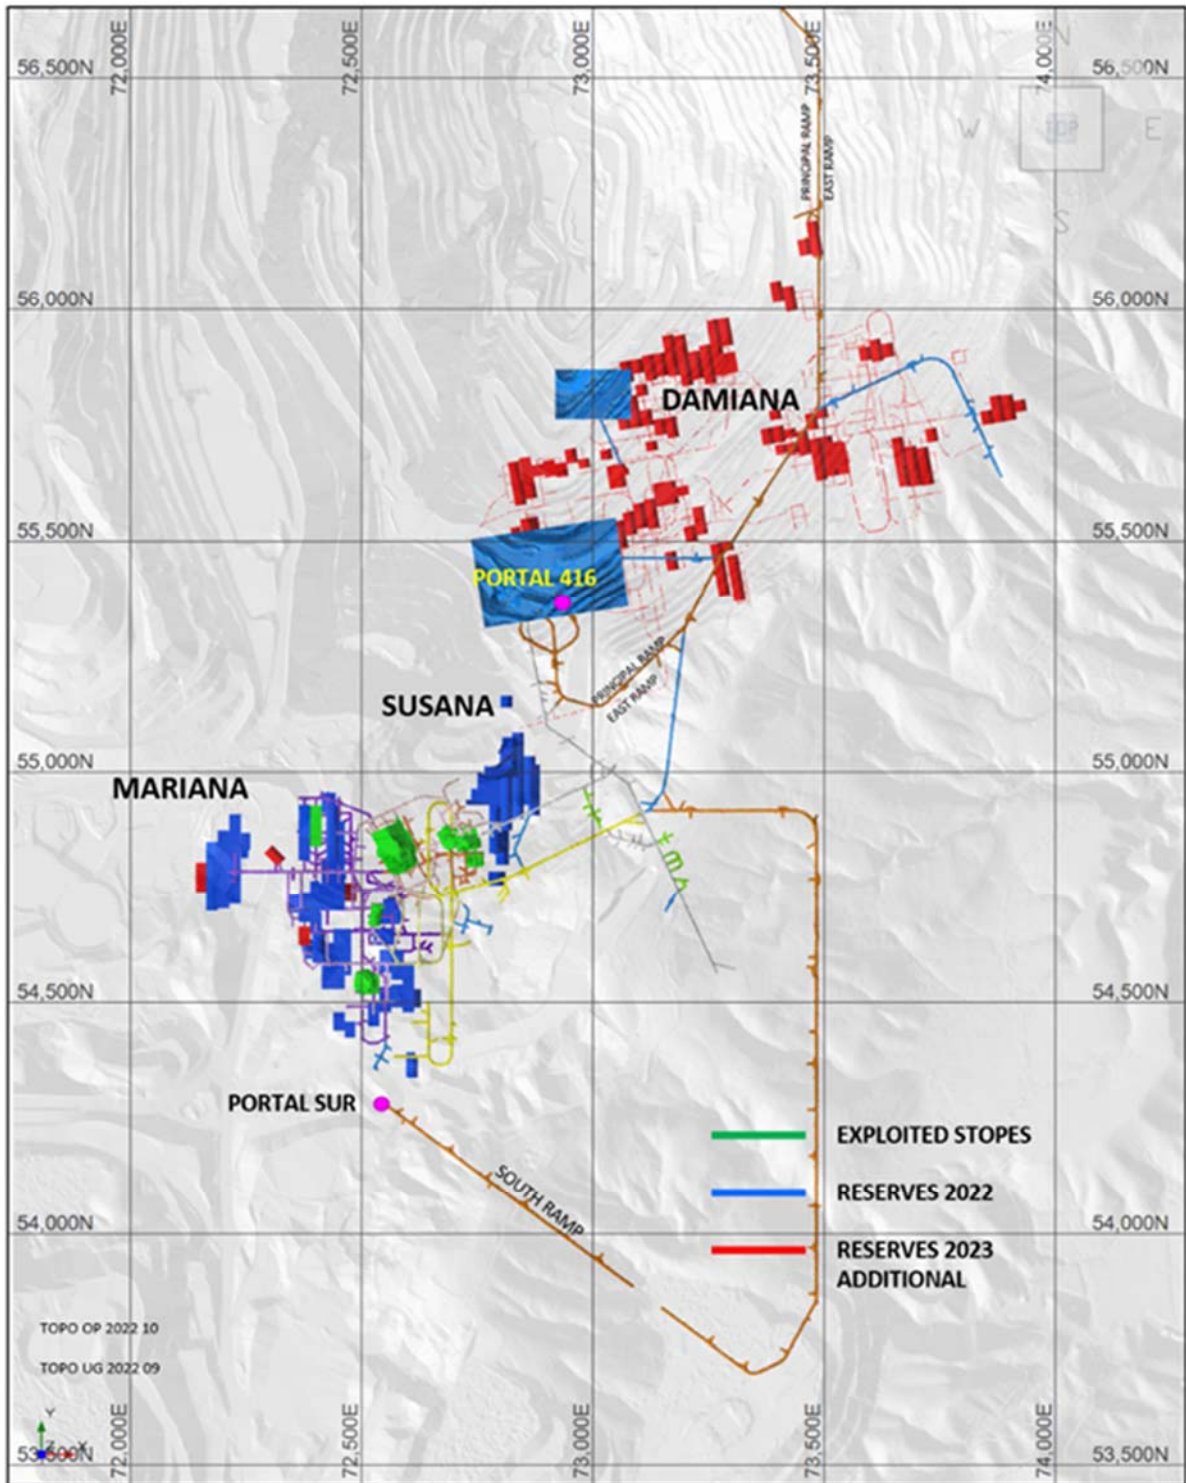 72,000E
72,500E
73,000E
73,500E
74,000E
N
56,500N
56,500N
W
TOP
E
S
PRINCIPAL RAMP
EAST RAMP
56,000N
56,000N
DAMIANA
55,500N
55,500N
PORTAL 416
PRINCIPAL RAMP
EAST RAMP
SUSANA
55,000N
55,000N
MARIANA
54,500N
54,500N
PORTAL SUR
SOUTH RAMP
EXPLOITED STOPES
RESERVES 2022
RESERVES 2023
ADDITIONAL
54,000N
54,000N
TOPO OP 2022 10
TOPO UG 2022 09
Y
Z
X
53,500N
53,500N
72,000E
72,500E
73,000E
73,500E
74,000E